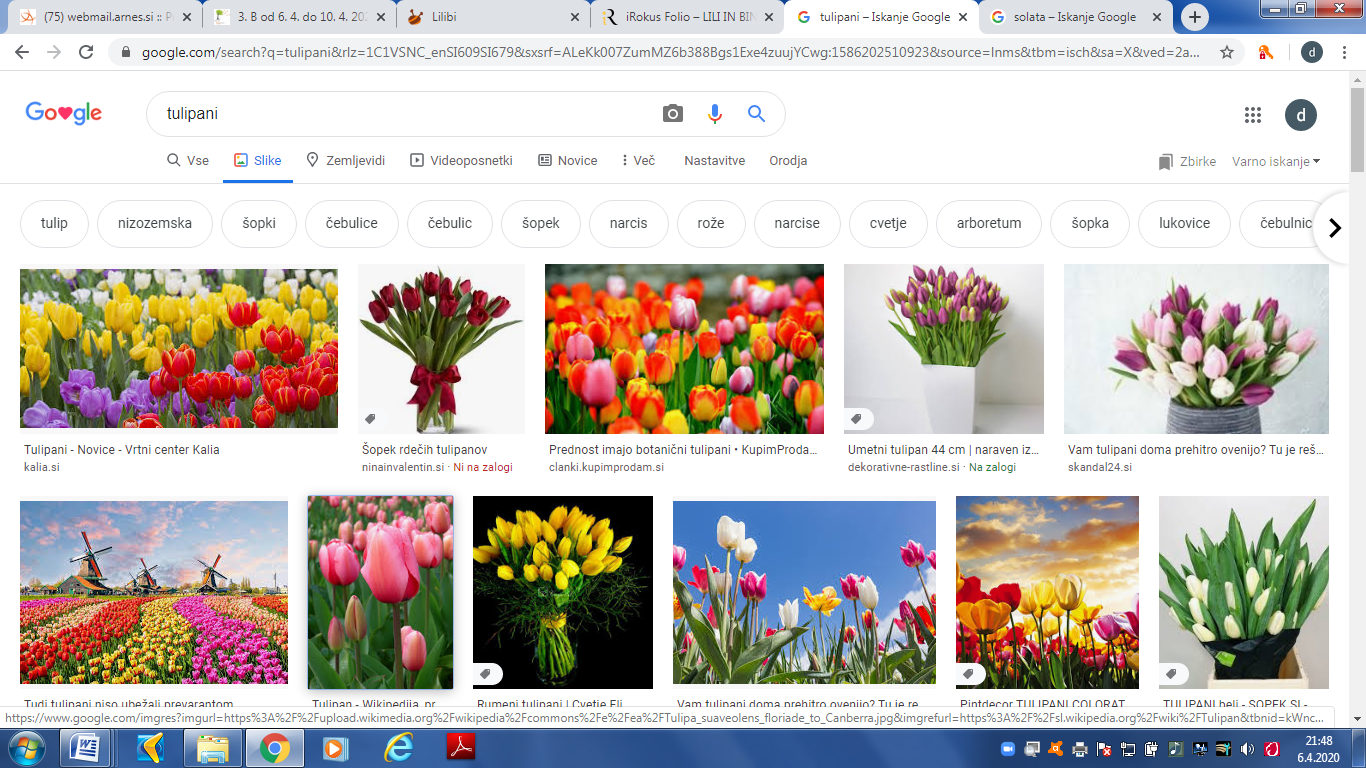 (75) webmail.arnes.si :: P
3. B od 6. 4. do 10. 4. 202
Lilibi
iRokus Folio – LILI IN BIN
tulipani – Iskanje Google
solata – Iskanje Google
google.com/search?q=tulipani&rlz=1C1VSNC_enSI609SI679&sxsrf=ALeKk007ZumMZ6b388Bgs1Exe4zuujYCwg:1586202510923&source=lnms&tbm=isch&sa=X&ved=2a...
d
Google
tulipani
d
Vse
Slike
Zemljevidi
Videoposnetki
Novice
Več
Nastavitve
Orodja
Zbirke
Varno iskanje
tulip
nizozemska
šopki
čebulice
čebulic
šopek
narcis
rože
narcise
cvetje
arboretum
šopka
lukovice
čebulnic
Tulipani - Novice - Vrtni center Kalia
kalia.si
Šopek rdečih tulipanov
ninainvalentin.si · Ni na zalogi
Prednost imajo botanični tulipani • KupimProda...
clanki.kupimprodam.si
Umetni tulipan 44 cm | naraven iz...
dekorativne-rastline.si · Na zalogi
Vam tulipani doma prehitro ovenijo? Tu je reš...
skandal24.si
Tudi tulipani niso ubežali prevarantom
Tulipan - Wikipedija, pr
Rumeni tulipani | Cvetje Eli
Vam tulipani doma prehitro ovenijo? Tu je re
Pintdecor TULIPANI COLORAT
TULIPANI beli - SOPEK.SI -
https://www.google.com/imgres?imgurl=https%3A%2F%2Fupload.wikimedia.org%2Fwikipedia%2Fcommons%2Fe%2Fea%2FTulipa_suaveolens_floriade_to_Canberra.jpg&imgrefurl=https%3A%2F%2Fsl.wikipedia.org%2Fwiki%2FTulipan&tbnid=kWnc...
21:48
6.4.2020